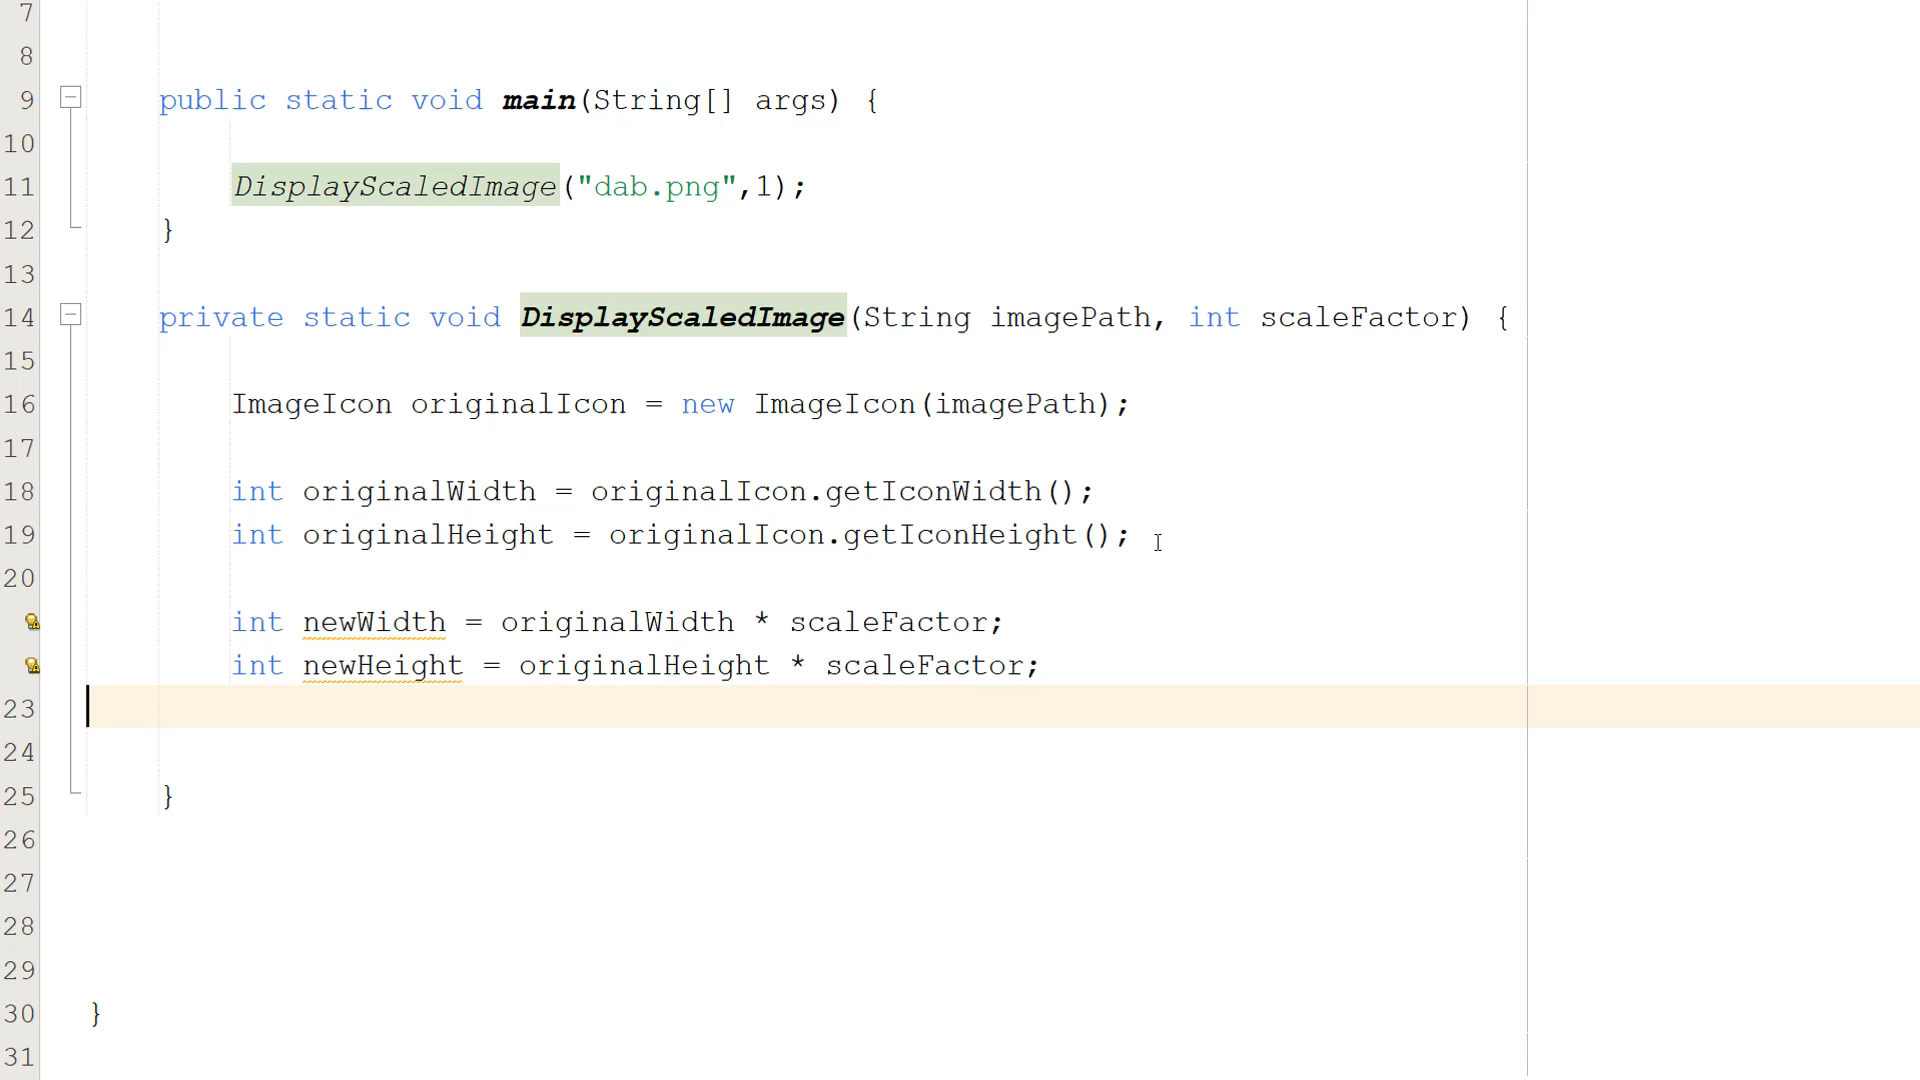 7
8
9 public static void main(String[] args) {
10
11 DisplayScaledImage("dab.png",1);
12 }
13
14 private static void DisplayScaledImage(String imagePath, int scaleFactor) {
15
16 ImageIcon originalIcon = new ImageIcon(imagePath);
17
18 int originalWidth = originalIcon.getIconWidth();
19 int originalHeight = originalIcon.getIconHeight();
20
int newWidth = originalWidth * scaleFactor;
int newHeight = originalHeight * scaleFactor;
23
24
25 }
26
27
28
29
30 }
31